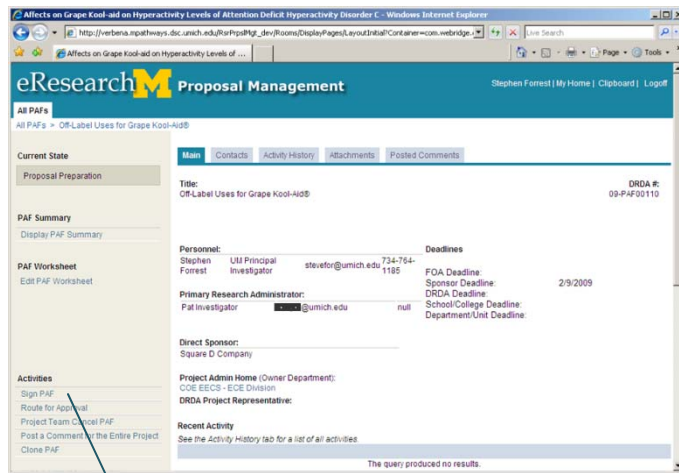 Affects on Grape Kool-aid on Hyperactivity Levels of Attention Deficit Hyperactivity Disorder C - Windows Internet Explorer
http://verbena.mpathways.dsc.umich.edu/RsrPrpsMgt_dev/Rooms/DisplayPages/LayoutInitial?Container=com.webridge.
Live Search
Affects on Grape Kool-aid on Hyperactivity Levels of ...
Page
Tools
eResearch M Proposal Management
Stephen Forrest | My Home | Clipboard | Logoff
All PAFs
All PAFs > Off-Label Uses for Grape Kool-Aid®
Current State
Proposal Preparation
PAF Summary
Display PAF Summary
PAF Worksheet
Edit PAF Worksheet
Activities
Sign PAF
Route for Approval
Project Team Cancel PAF
Post a Comment for the Entire Project
Clone PAF
Main Contacts Activity History Attachments Posted Comments
Title:
Off-Label Uses for Grape Kool-Aid®
DRDA #:
09-PAF00110
Personnel:
Stephen Forrest UM Principal Investigator stevefor@umich.edu 734-764-1185
Primary Research Administrator:
Pat Investigator @umich.edu null
Deadlines
FOA Deadline:
Sponsor Deadline: 2/9/2009
DRDA Deadline:
School/College Deadline:
Department/Unit Deadline:
Direct Sponsor:
Square D Company
Project Admin Home (Owner Department):
COE EECS - ECE Division
DRDA Project Representative:
Recent Activity
See the Activity History tab for a list of all activities.
The query produced no results.